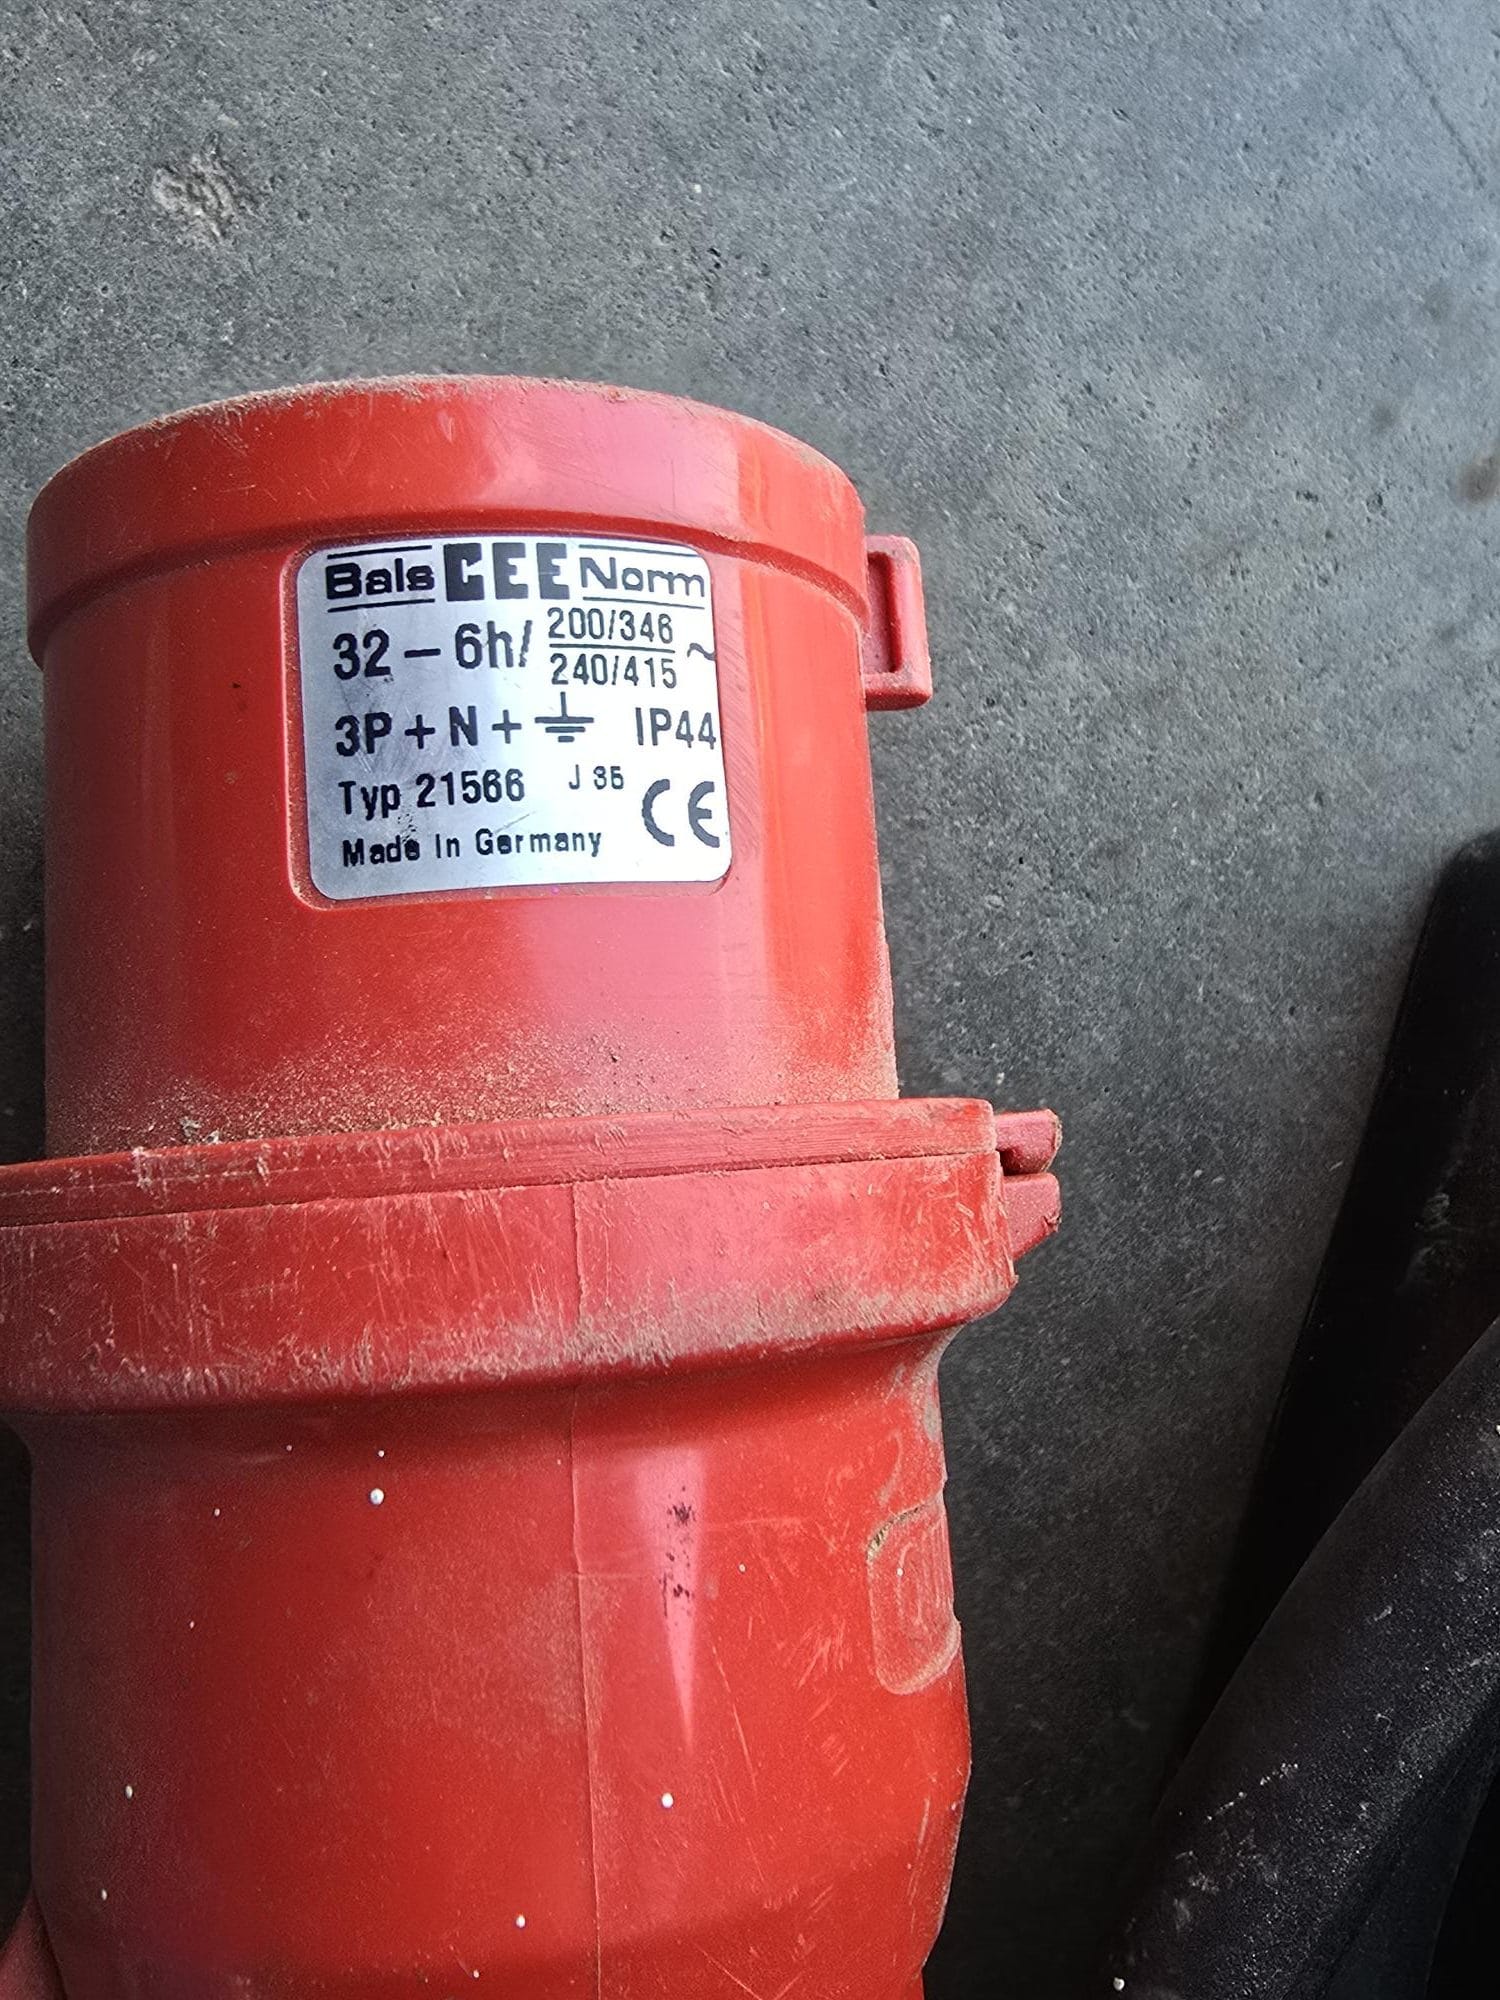 Bals CEE Norm
32 – 6h/ 200/346 ~
240/415
3P + N + ⏚ IP44
Typ 21566 J 35
Made in Germany CE